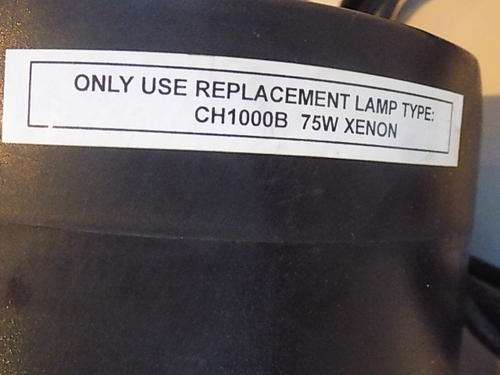 ONLY USE REPLACEMENT LAMP TYPE:
CH1000B 75W XENON